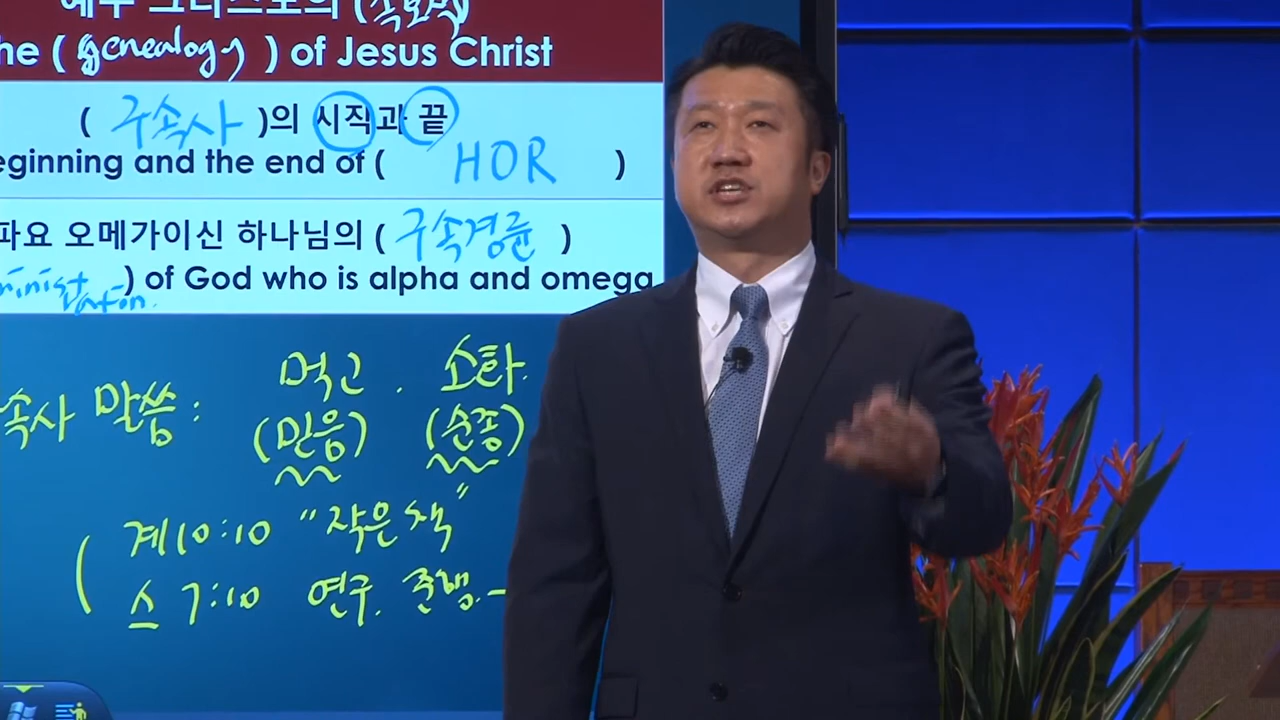 예수 그리스도의 (족보)
he ( genealogy ) of Jesus Christ
( 구속사 )의 시작과 끝
eginning and the end of ( HOR )
파요 오메가이신 하나님의 ( 구속경륜 )
ministration. ) of God who is alpha and omega
속사 말씀 : 먹고 . 소화.
(믿음) (순종)
계10:10 "작은 책"
스 7:10 연구. 준행.-